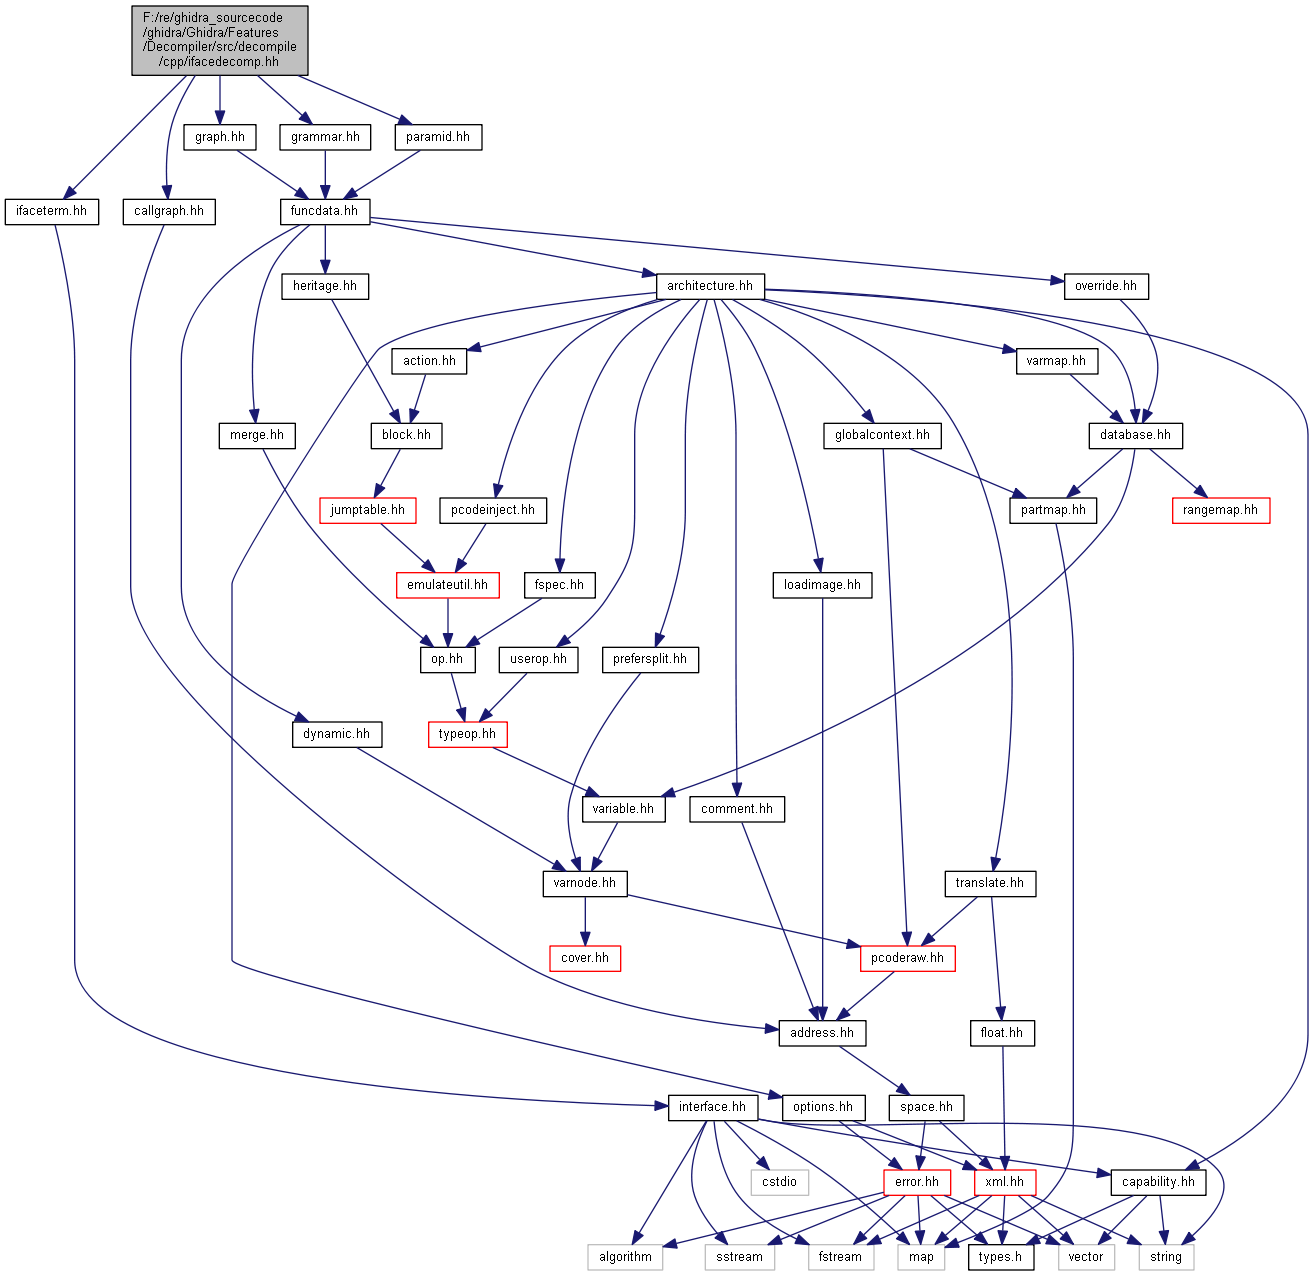 F:/re/ghidra_sourcecode
/ghidra/Ghidra/Features
/Decompiler/src/decompile
/cpp/ifacedecomp.hh
graph.hh
grammar.hh
paramid.hh
ifaceterm.hh
callgraph.hh
funcdata.hh
heritage.hh
architecture.hh
override.hh
action.hh
varmap.hh
merge.hh
block.hh
globalcontext.hh
database.hh
jumptable.hh
pcodeinject.hh
partmap.hh
rangemap.hh
emulateutil.hh
fspec.hh
loadimage.hh
op.hh
userop.hh
prefersplit.hh
dynamic.hh
typeop.hh
variable.hh
comment.hh
varnode.hh
translate.hh
cover.hh
pcoderaw.hh
address.hh
float.hh
interface.hh
options.hh
space.hh
cstdio
error.hh
xml.hh
capability.hh
algorithm
sstream
fstream
map
types.h
vector
string